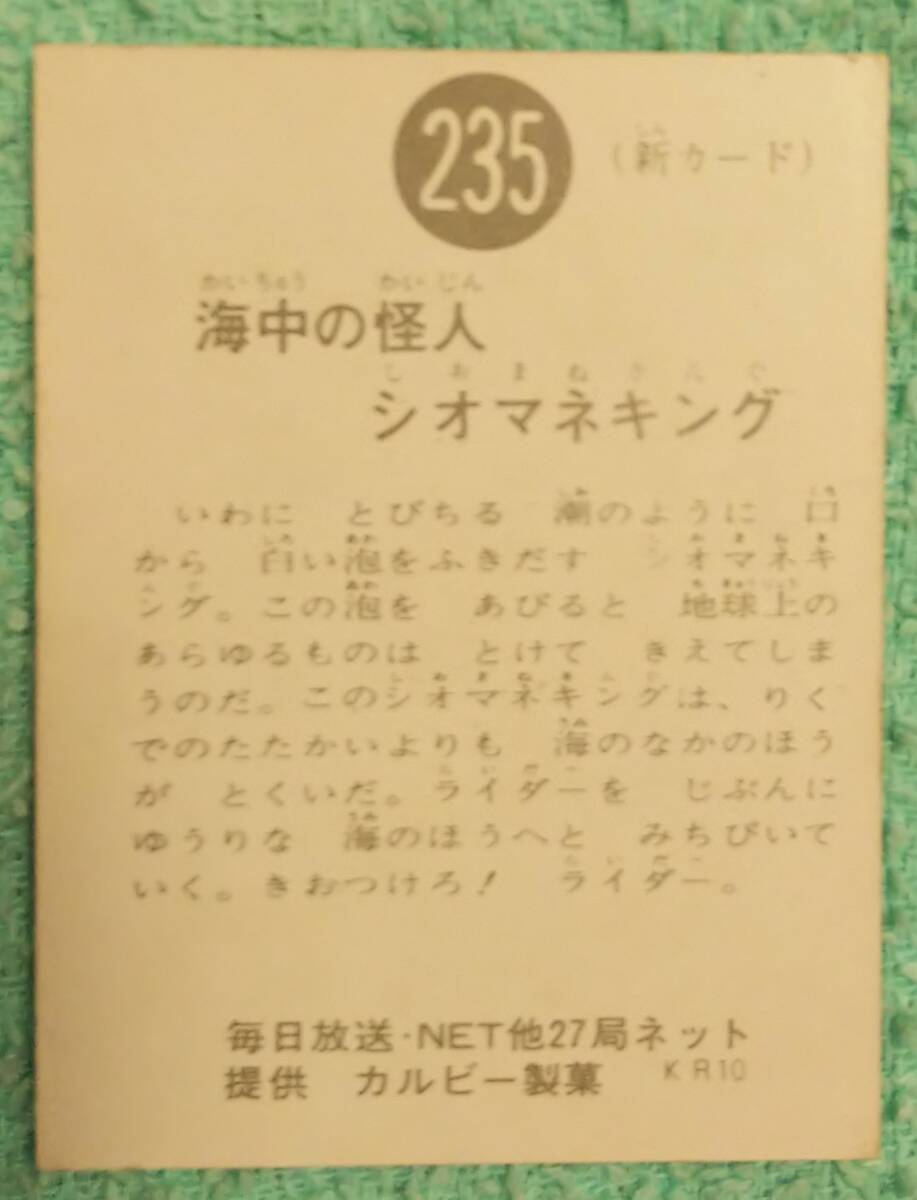 235 (新カード)
海中の怪人
シオマネキング
いわに とびちる 潮のように 口
から 白い泡をふきだす シオマネキ
ング。この泡を あびると 地球上の
あらゆるものは とけて きえてしま
うのだ。このシオマネキングは、りく
でのたたかいよりも 海のなかのほう
が とくいだ。ライダーを じぶんに
ゆうりな 海のほうへと みちびいて
いく。きおつけろ! ライダー。
毎日放送・NET他27局ネット
提供 カルビー製菓 KR10